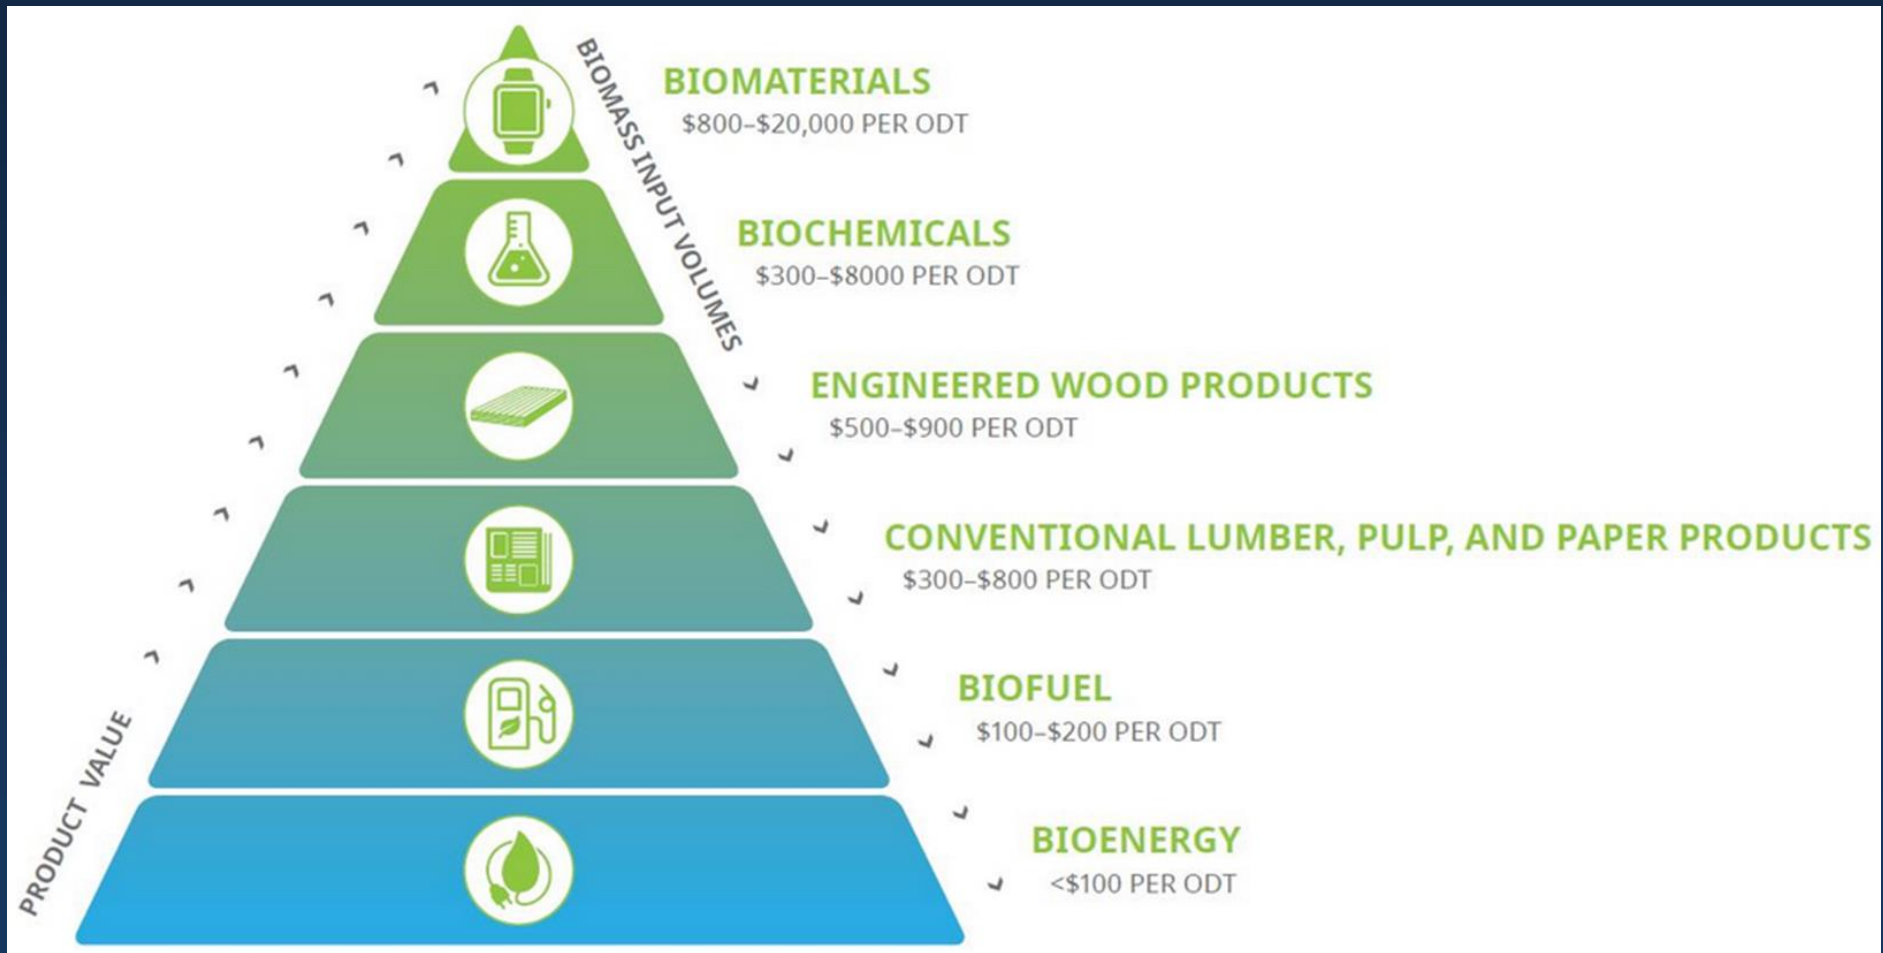 BIOMASS INPUT VOLUMES
BIOMATERIALS
$800–$20,000 PER ODT
BIOCHEMICALS
$300–$8000 PER ODT
ENGINEERED WOOD PRODUCTS
$500–$900 PER ODT
CONVENTIONAL LUMBER, PULP, AND PAPER PRODUCTS
$300–$800 PER ODT
BIOFUEL
$100–$200 PER ODT
PRODUCT VALUE
BIOENERGY
<$100 PER ODT